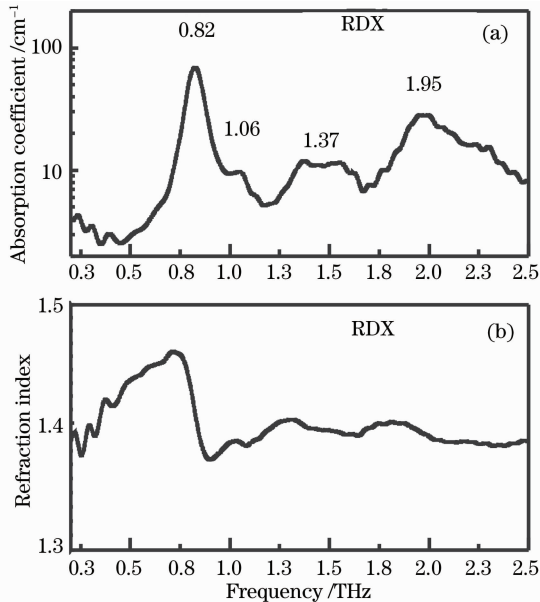 0.82
RDX
(a)
1.95
1.06
1.37
Absorption coefficient /cm⁻¹
100
10
0.3 0.5 0.8 1.0 1.3 1.5 1.8 2.0 2.3 2.5
RDX
(b)
Refraction index
1.5
1.4
1.3
0.3 0.5 0.8 1.0 1.3 1.5 1.8 2.0 2.3 2.5
Frequency /THz